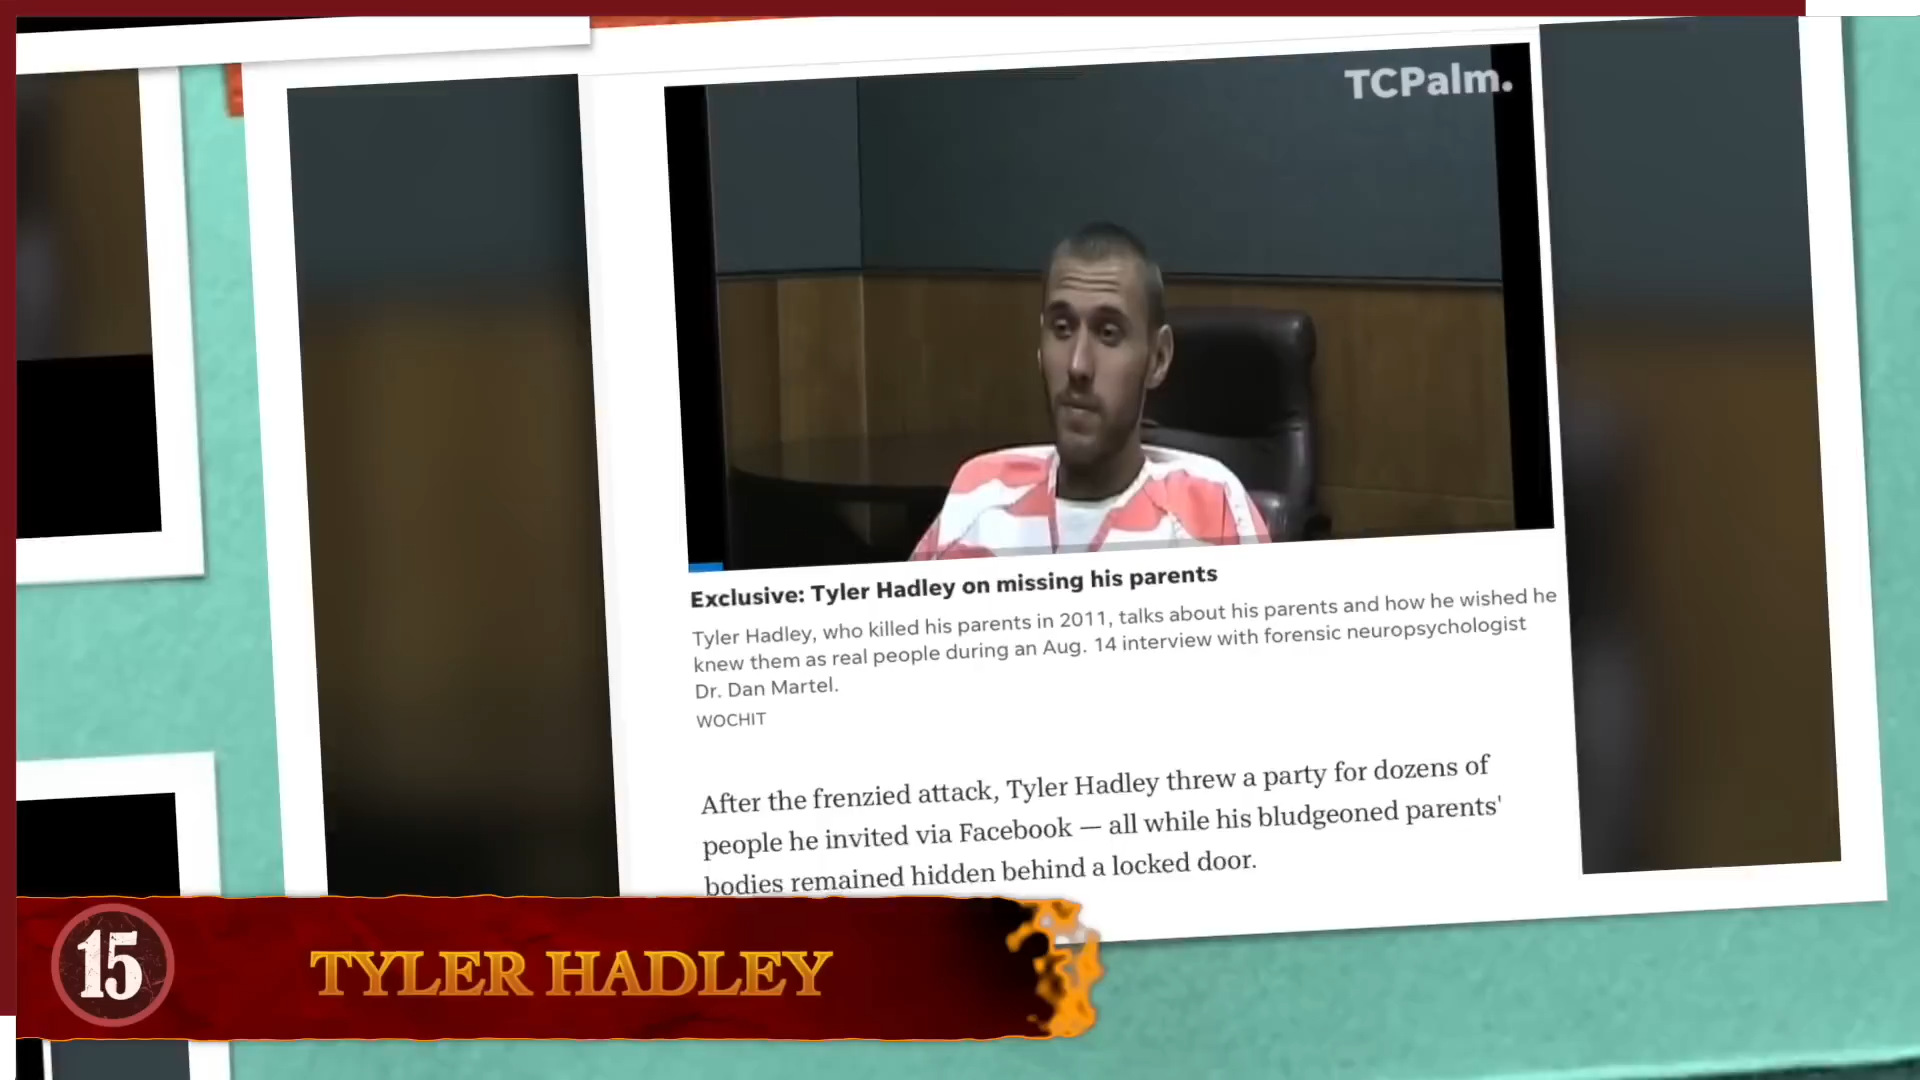 TCPalm.
Exclusive: Tyler Hadley on missing his parents
Tyler Hadley, who killed his parents in 2011, talks about his parents and how he wished he
knew them as real people during an Aug. 14 interview with forensic neuropsychologist
Dr. Dan Martel.
WOCHIT
After the frenzied attack, Tyler Hadley threw a party for dozens of
people he invited via Facebook — all while his bludgeoned parents'
bodies remained hidden behind a locked door.
15
TYLER HADLEY